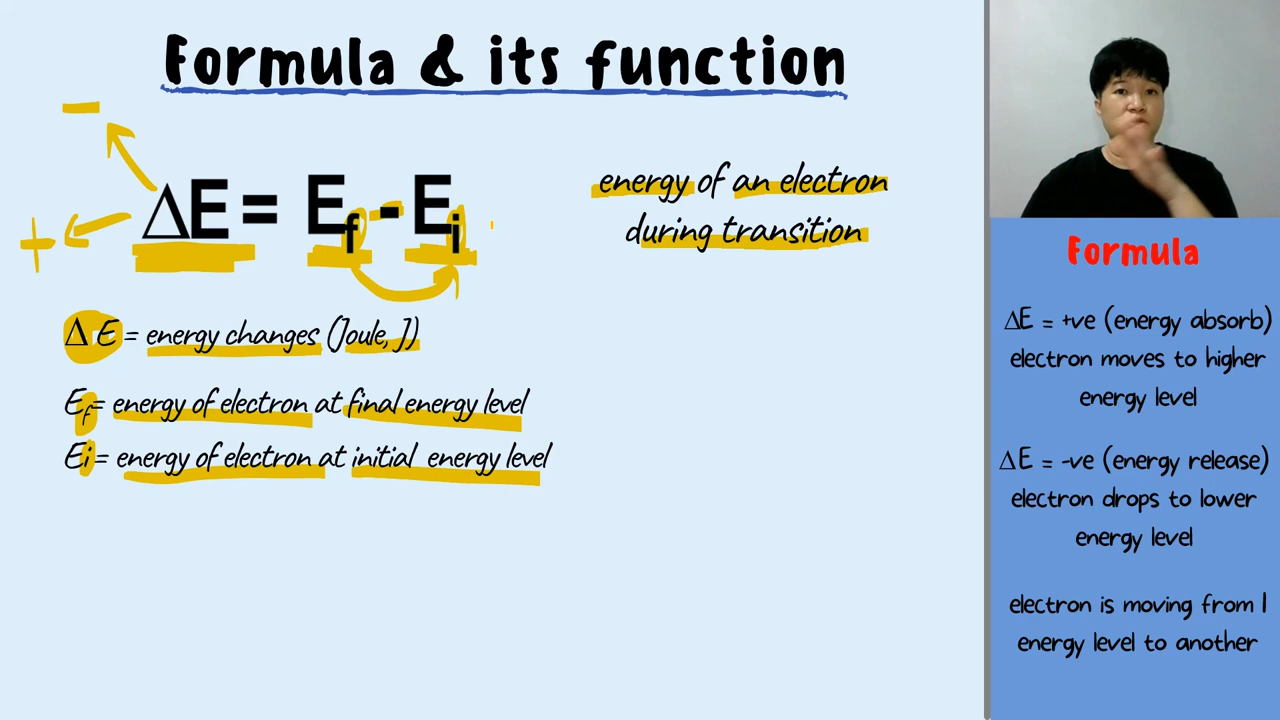 Formula & its function
−
+
ΔE = Ef - Ei
energy of an electron
during transition
Δ E = energy changes (Joule, J)
Ef= energy of electron at final energy level
Ei= energy of electron at initial energy level
Formula
ΔE = +ve (energy absorb)
electron moves to higher
energy level
ΔE = -ve (energy release)
electron drops to lower
energy level
electron is moving from 1
energy level to another